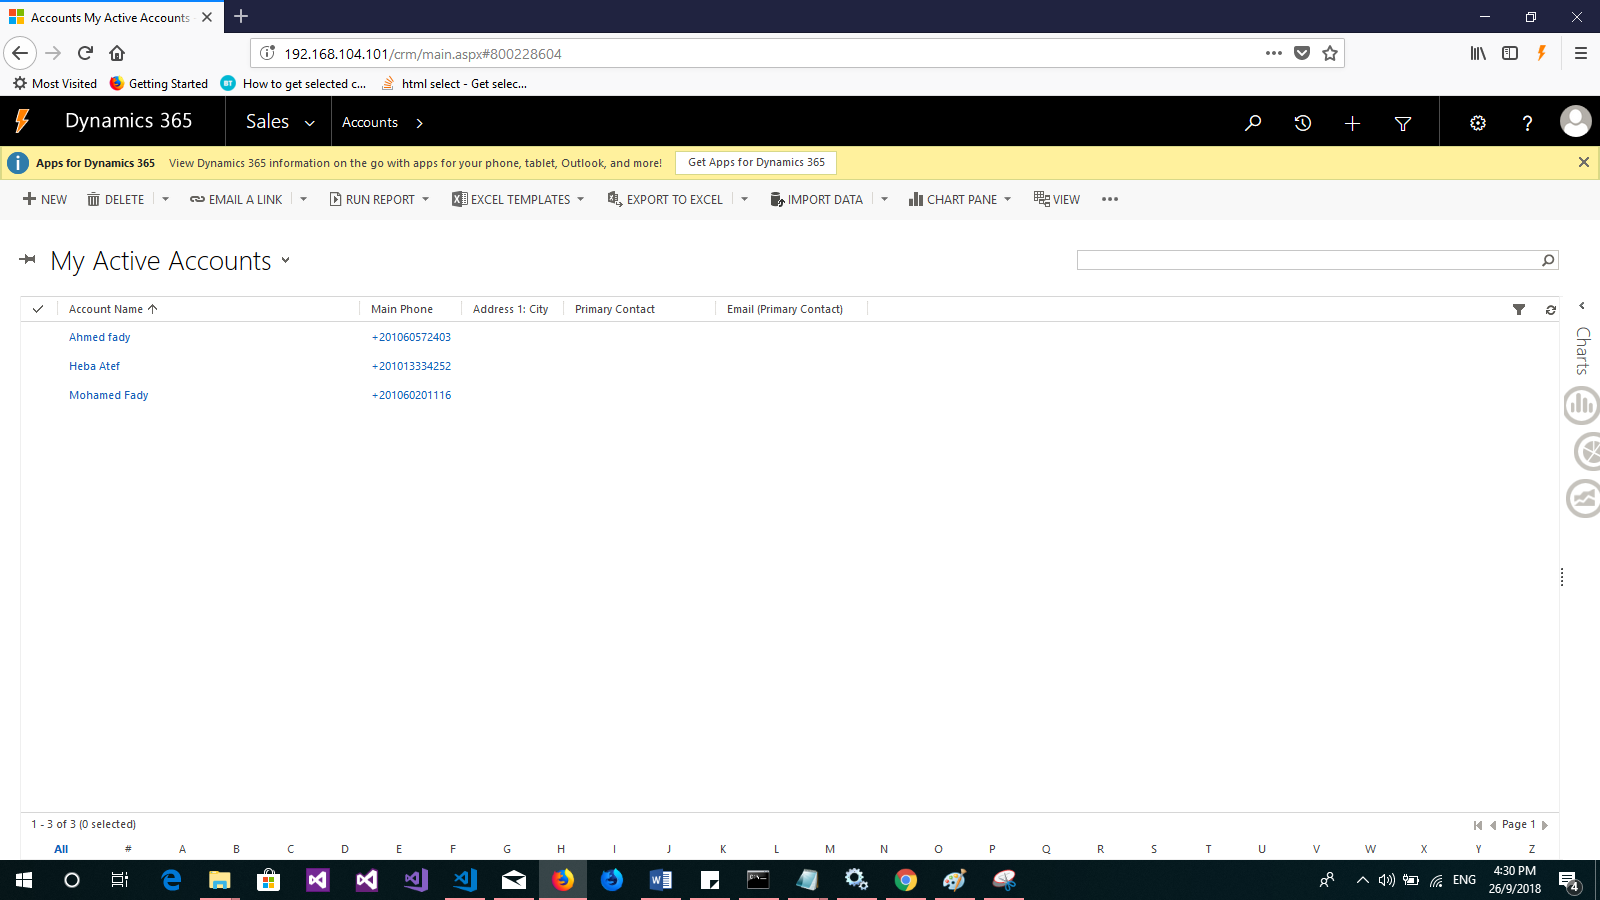 Accounts My Active Accounts
192.168.104.101/crm/main.aspx#800228604
Most Visited Getting Started How to get selected c... html select - Get selec...
Dynamics 365 Sales Accounts
Apps for Dynamics 365 View Dynamics 365 information on the go with apps for your phone, tablet, Outlook, and more! Get Apps for Dynamics 365
NEW DELETE EMAIL A LINK RUN REPORT EXCEL TEMPLATES EXPORT TO EXCEL IMPORT DATA CHART PANE VIEW
My Active Accounts
Account Name Main Phone Address 1: City Primary Contact Email (Primary Contact)
Charts
Ahmed fady +201060572403
Heba Atef +201013334252
Mohamed Fady +201060201116
1 - 3 of 3 (0 selected) Page 1
All # A B C D E F G H I J K L M N O P Q R S T U V W X Y Z
ENG 4:30 PM
26/9/2018 4